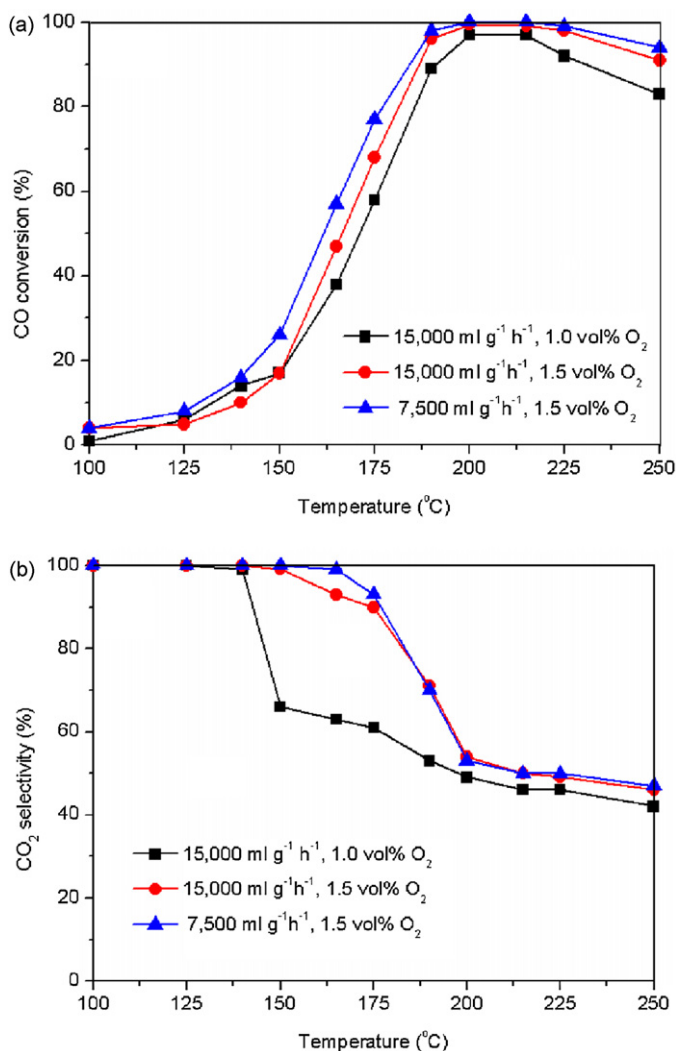 (a)
100
80
60
40
20
0
CO conversion (%)
15,000 ml g⁻¹ h⁻¹, 1.0 vol% O₂
15,000 ml g⁻¹ h⁻¹, 1.5 vol% O₂
7,500 ml g⁻¹h⁻¹, 1.5 vol% O₂
100 125 150 175 200 225 250
Temperature (°C)
(b)
100
80
60
40
20
0
CO₂ selectivity (%)
15,000 ml g⁻¹ h⁻¹, 1.0 vol% O₂
15,000 ml g⁻¹h⁻¹, 1.5 vol% O₂
7,500 ml g⁻¹h⁻¹, 1.5 vol% O₂
100 125 150 175 200 225 250
Temperature (°C)